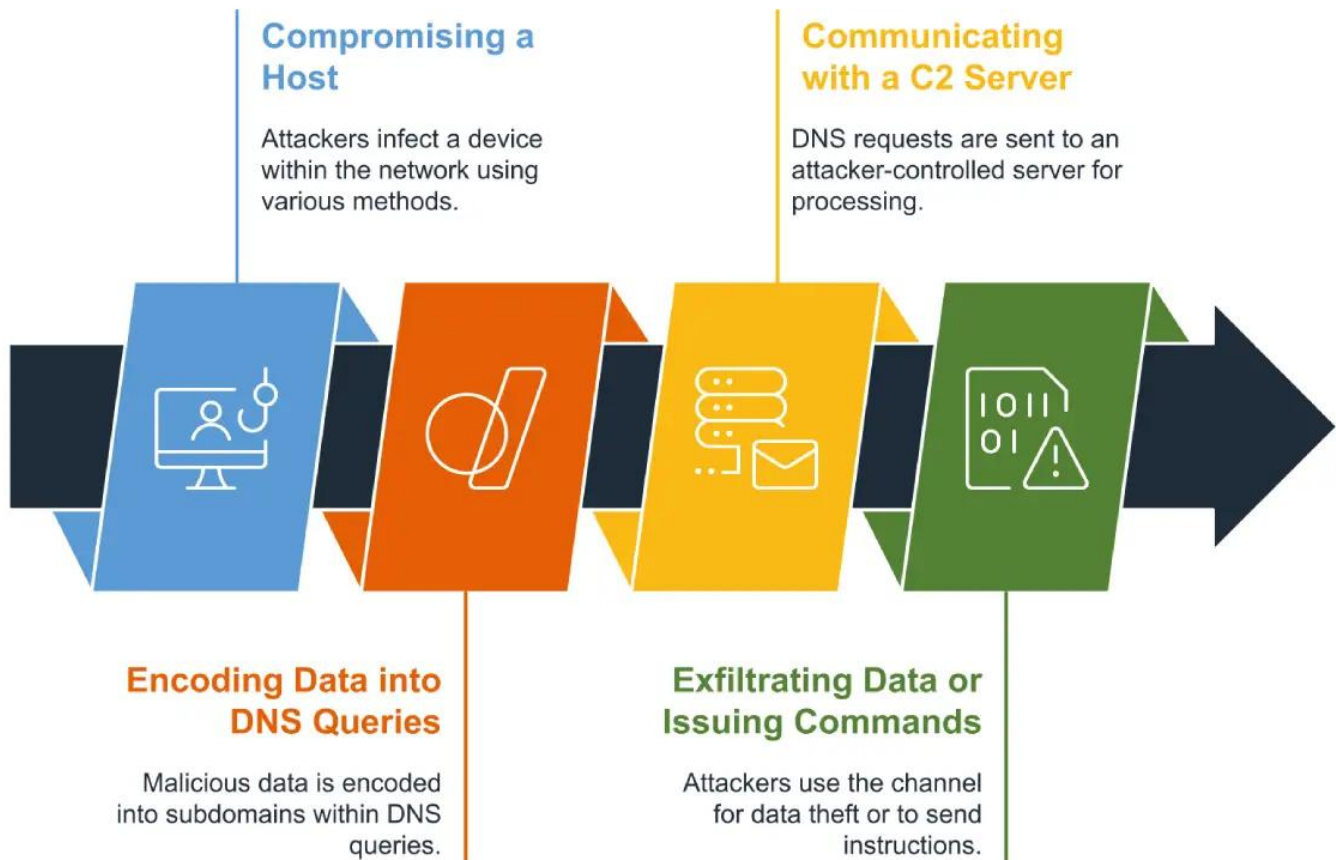 Compromising a
Host
Attackers infect a device
within the network using
various methods.
Encoding Data into
DNS Queries
Malicious data is encoded
into subdomains within DNS
queries.
Communicating
with a C2 Server
DNS requests are sent to an
attacker-controlled server for
processing.
Exfiltrating Data or
Issuing Commands
Attackers use the channel
for data theft or to send
instructions.
1011
01